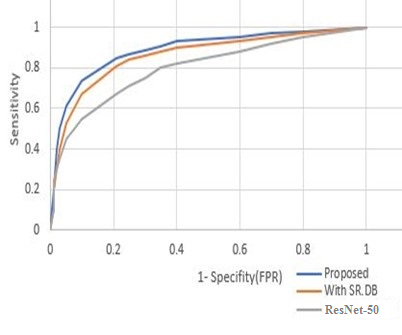 1
0.8
0.6
0.4
0.2
0
Sensitivity
0 0.2 0.4 0.6 0.8 1
1- Specifity(FPR)
Proposed
With SR.DB
ResNet-50